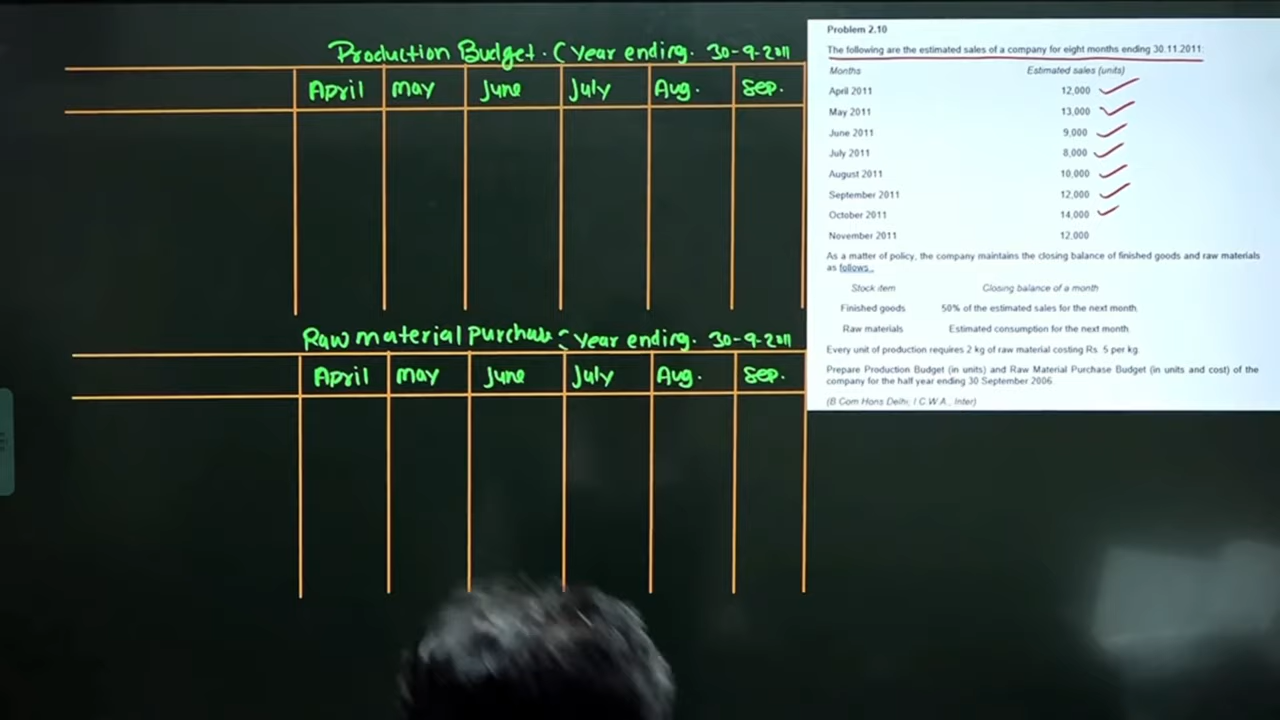 Production Budget. ( Year ending. 30-9-2011
April May June July Aug. Sep.
Raw material Purchase (Year ending. 30-9-2011
April May June July Aug. Sep.
Problem 2.10
The following are the estimated sales of a company for eight months ending 30.11.2011:
Months Estimated sales (units)
April 2011 12,000
May 2011 13,000
June 2011 9,000
July 2011 8,000
August 2011 10,000
September 2011 12,000
October 2011 14,000
November 2011 12,000
As a matter of policy, the company maintains the closing balance of finished goods and raw materials
as follows..
Stock item Closing balance of a month
Finished goods 50% of the estimated sales for the next month
Raw materials Estimated consumption for the next month
Every unit of production requires 2 kg of raw material costing Rs. 5 per kg.
Prepare Production Budget (in units) and Raw Material Purchase Budget (in units and cost) of the
company for the half year ending 30 September 2006
(B.Com Hons Delhi, I.C.W.A., Inter)